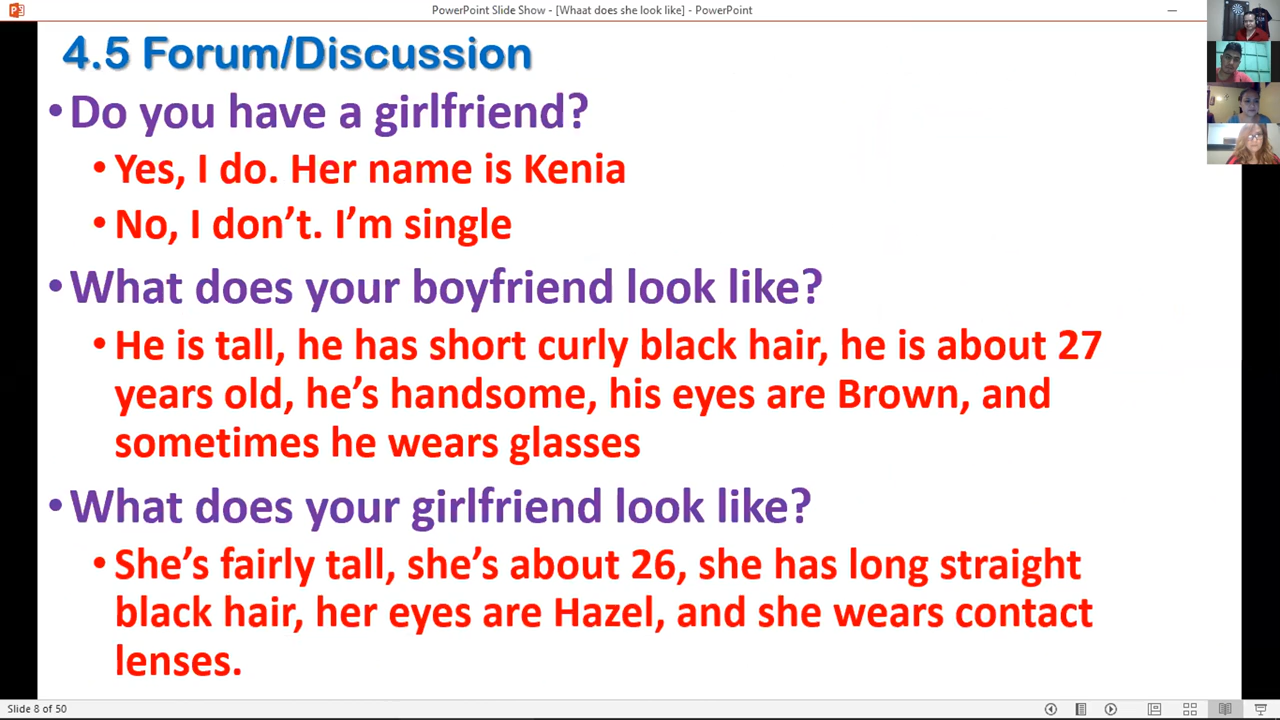 PowerPoint Slide Show - [Whaat does she look like] - PowerPoint
4.5 Forum/Discussion
•Do you have a girlfriend?
•Yes, I do. Her name is Kenia
•No, I don’t. I’m single
•What does your boyfriend look like?
•He is tall, he has short curly black hair, he is about 27
years old, he’s handsome, his eyes are Brown, and
sometimes he wears glasses
•What does your girlfriend look like?
•She’s fairly tall, she’s about 26, she has long straight
black hair, her eyes are Hazel, and she wears contact
lenses.
Slide 8 of 50